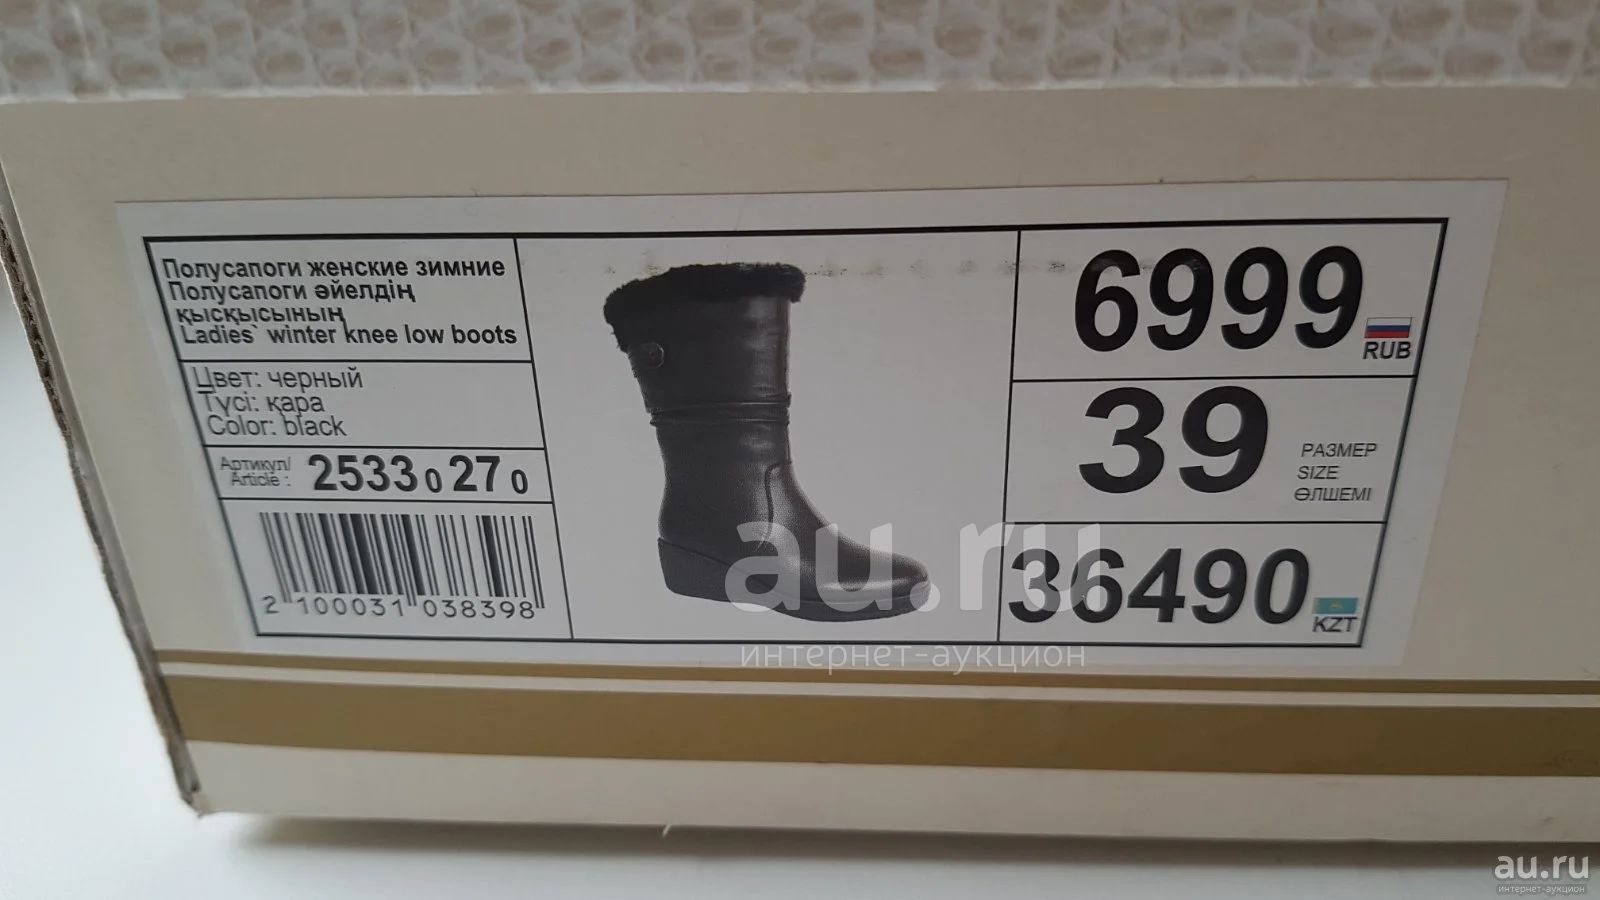 Полусапоги женские зимние
Полусапоги әйелдің
қысқысының
Ladies` winter knee low boots
Цвет: черный
Түсі: қара
Color: black
Артикул/
Article :
2533 0 27 0
2 100031 038398
6999
RUB
39
РАЗМЕР
SIZE
ӨЛШЕМІ
36490
KZT
au.ru
интернет-аукцион
au.ru
интернет-аукцион